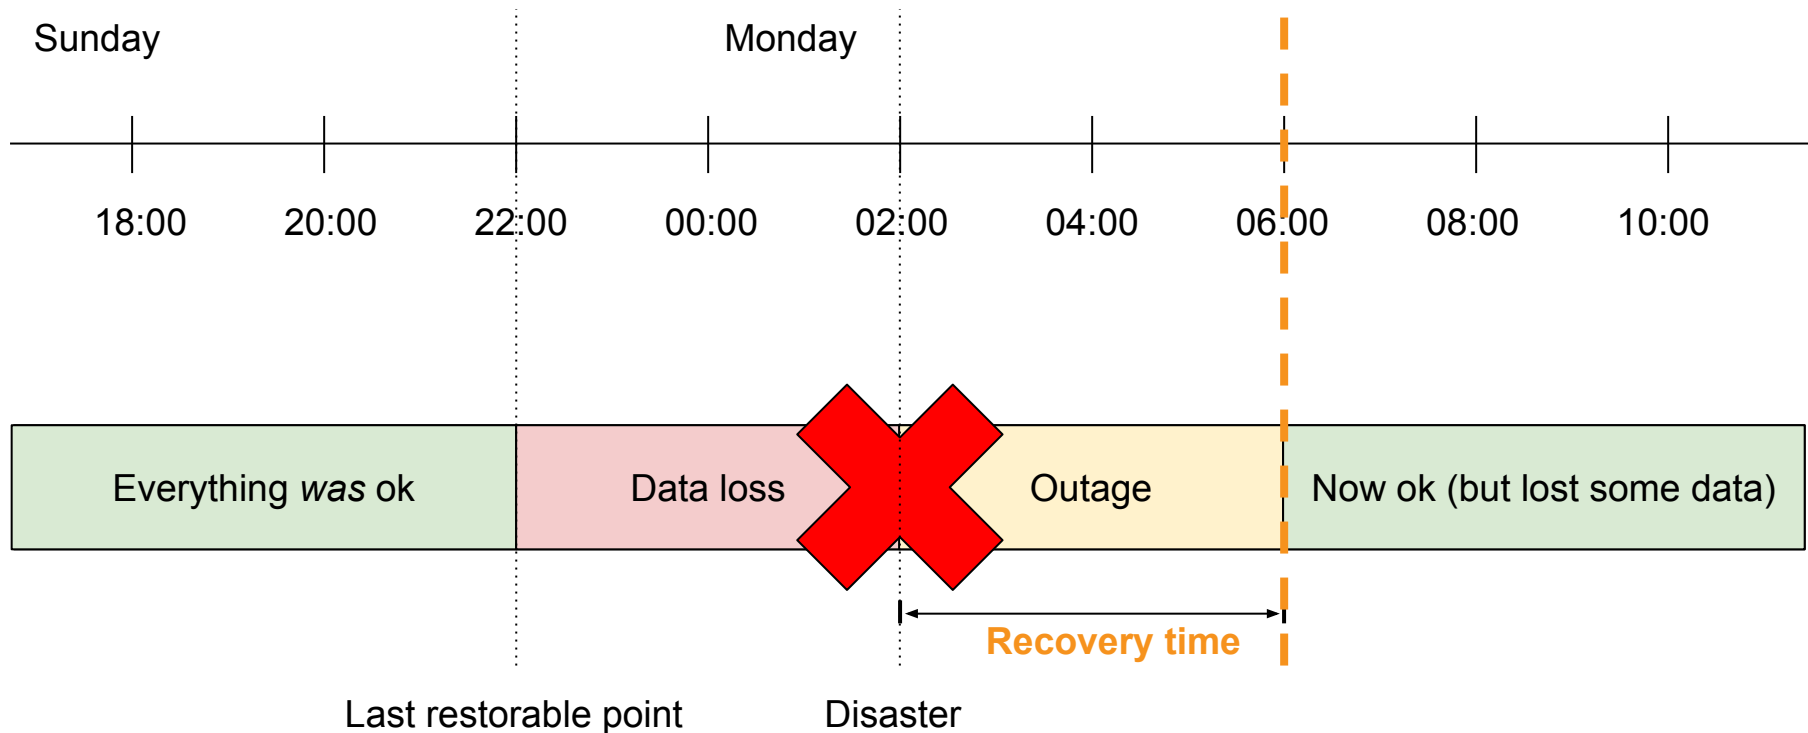 Sunday
Monday
18:00
20:00
22:00
00:00
02:00
04:00
06:00
08:00
10:00
Everything was ok
Data loss
Outage
Now ok (but lost some data)
Recovery time
Last restorable point
Disaster